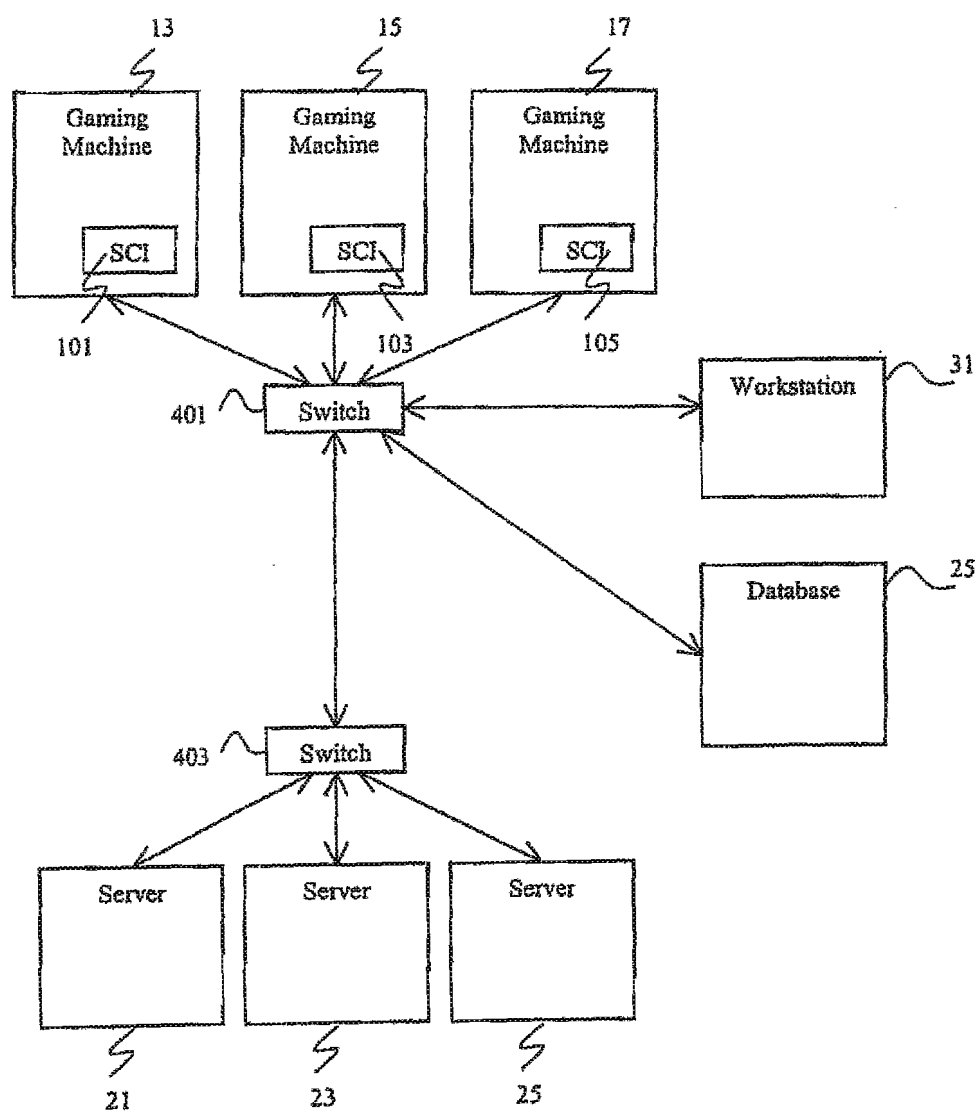 13
15
17
Gaming
Machine
Gaming
Machine
Gaming
Machine
SCI
SCI
SCI
101
103
105
31
401
Switch
Workstation
25
Database
403
Switch
Server
Server
Server
21
23
25